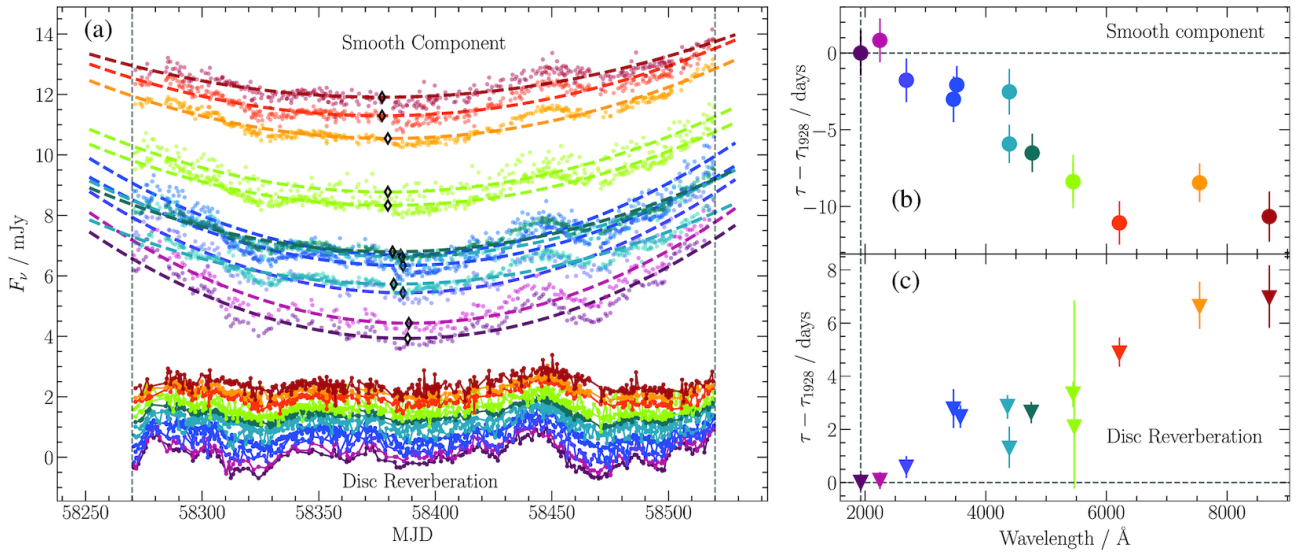 (a)
Smooth Component
14
12
10
8
6
4
2
0
F_ν / mJy
Disc Reverberation
58250
58300
58350
58400
58450
58500
MJD
Smooth component
0
−5
−10
τ − τ_1928 / days
(b)
(c)
8
6
4
2
0
τ − τ_1928 / days
Disc Reverberation
2000
4000
6000
8000
Wavelength / Å